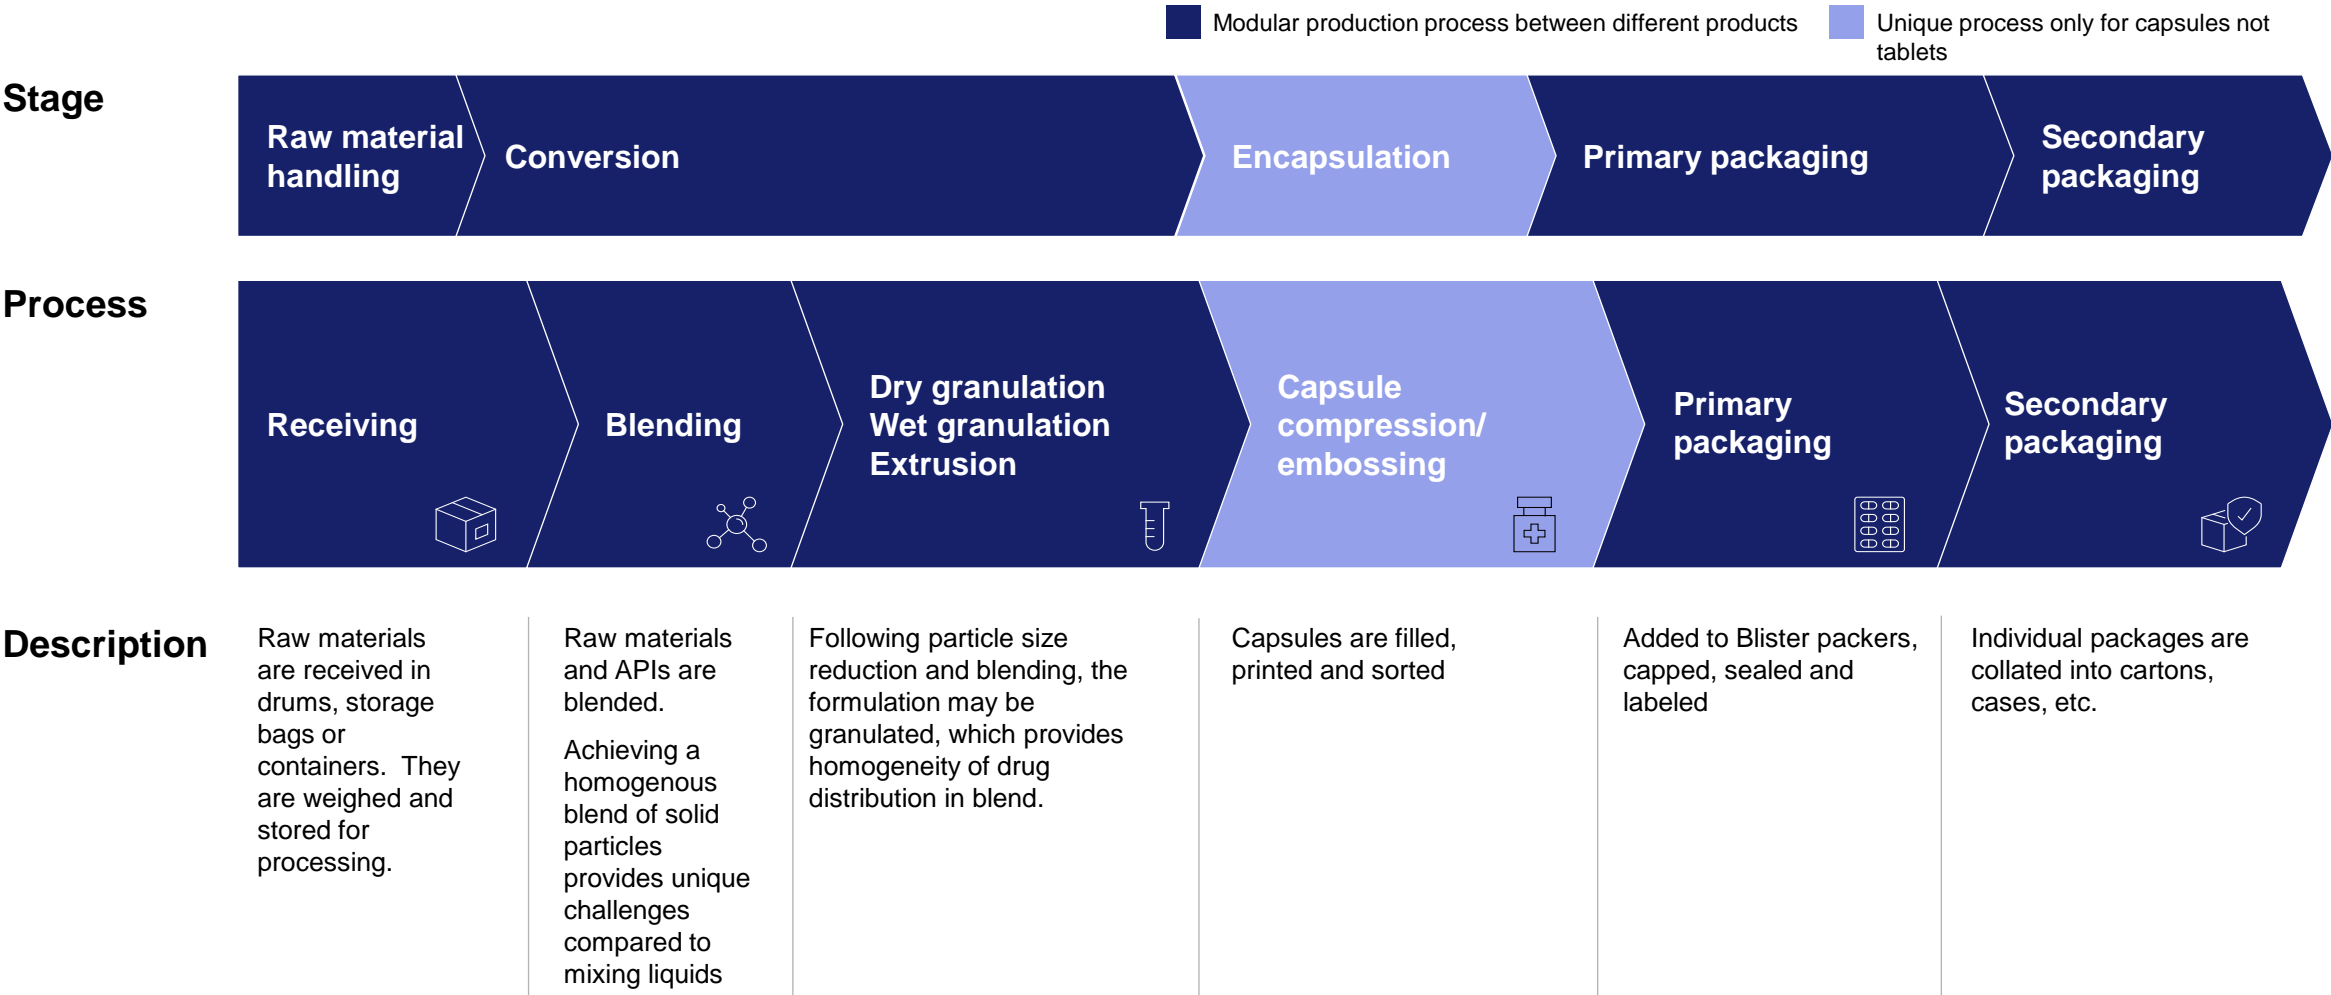 Modular production process between different products
Unique process only for capsules not
tablets
Stage
Raw material
handling
Conversion
Encapsulation
Primary packaging
Secondary
packaging
Process
Receiving
Blending
Dry granulation
Wet granulation
Extrusion
Capsule
compression/
embossing
Primary
packaging
Secondary
packaging
Description
Raw materials
are received in
drums, storage
bags or
containers.  They
are weighed and
stored for
processing.
Raw materials
and APIs are
blended.
Achieving a
homogenous
blend of solid
particles
provides unique
challenges
compared to
mixing liquids
Following particle size
reduction and blending, the
formulation may be
granulated, which provides
homogeneity of drug
distribution in blend.
Capsules are filled,
printed and sorted
Added to Blister packers,
capped, sealed and
labeled
Individual packages are
collated into cartons,
cases, etc.